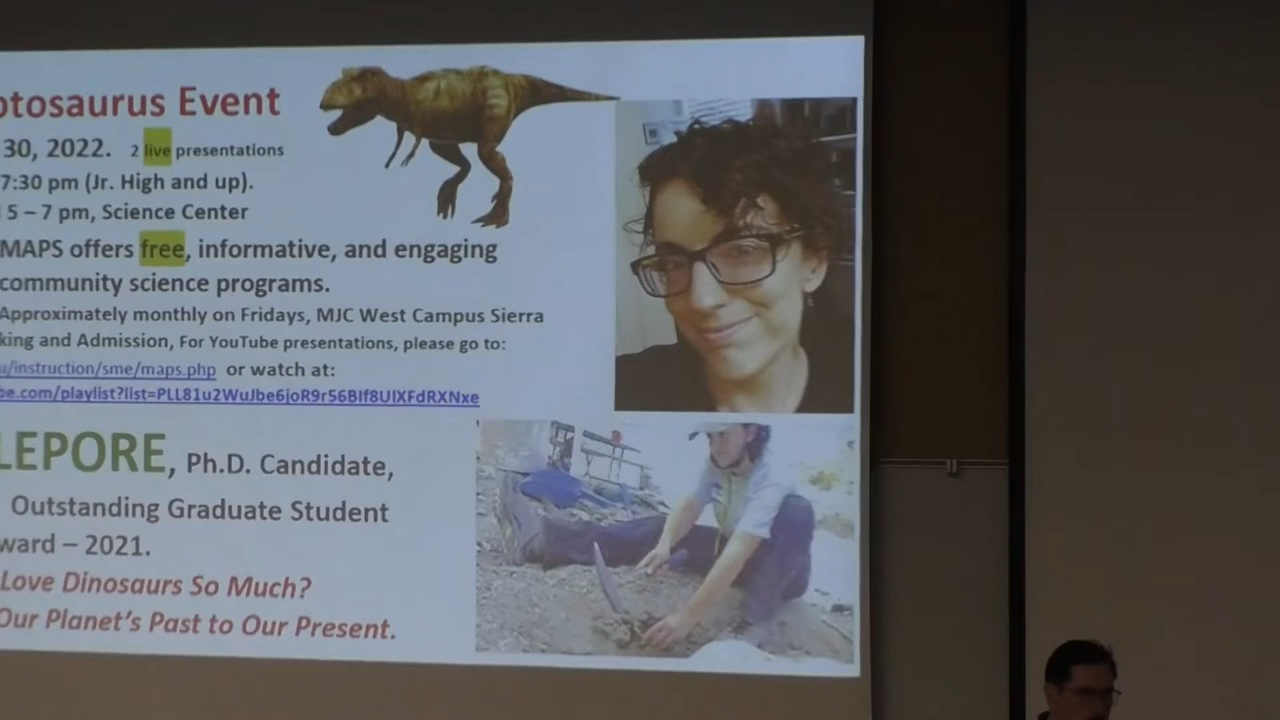 otosaurus Event
30, 2022. 2 live presentations
7:30 pm (Jr. High and up).
5 – 7 pm, Science Center
MAPS offers free, informative, and engaging
community science programs.
Approximately monthly on Fridays, MJC West Campus Sierra
king and Admission, For YouTube presentations, please go to:
u/instruction/sme/maps.php or watch at:
be.com/playlist?list=PLL81u2WuJbe6joR9r56BIf8UlXFdRXNxe
LEPORE, Ph.D. Candidate,
Outstanding Graduate Student
ward – 2021.
Love Dinosaurs So Much?
Our Planet's Past to Our Present.